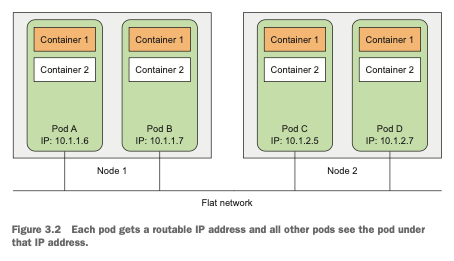 Container 1
Container 2
Pod A
IP: 10.1.1.6
Container 1
Container 2
Pod B
IP: 10.1.1.7
Container 1
Container 2
Pod C
IP: 10.1.2.5
Container 1
Container 2
Pod D
IP: 10.1.2.7
Node 1
Node 2
Flat network
Figure 3.2 Each pod gets a routable IP address and all other pods see the pod under
that IP address.